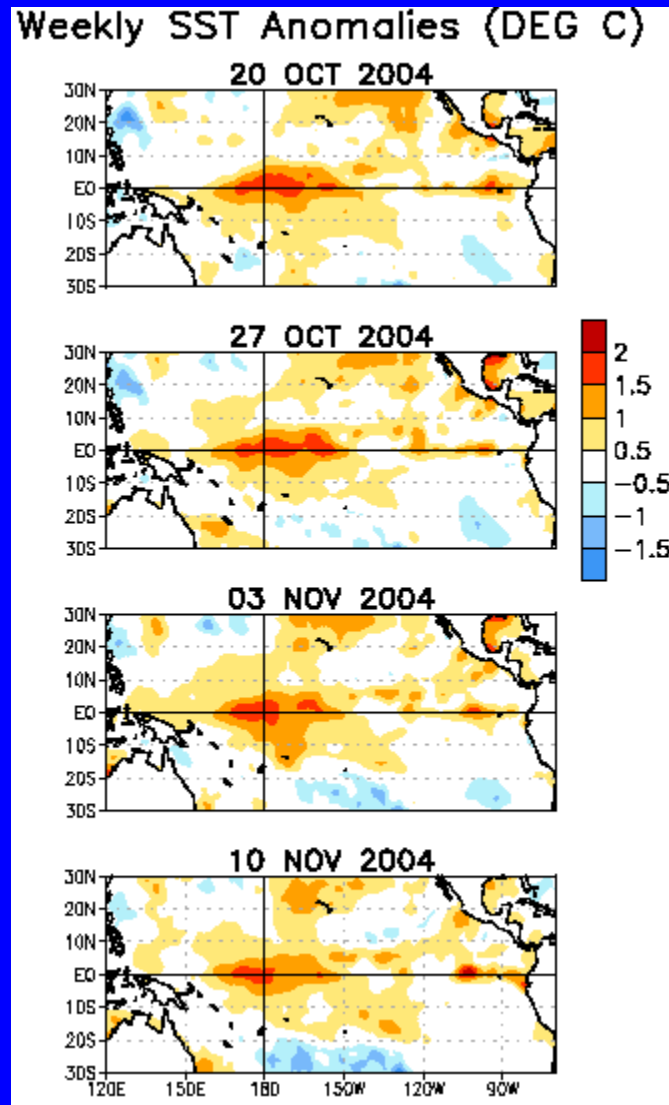 Weekly SST Anomalies (DEG C)
20 OCT 2004
30N
20N
10N
EQ
10S
20S
30S
27 OCT 2004
30N
20N
10N
EQ
10S
20S
30S
2
1.5
1
0.5
-0.5
-1
-1.5
03 NOV 2004
30N
20N
10N
EQ
10S
20S
30S
10 NOV 2004
30N
20N
10N
EQ
10S
20S
30S
120E 150E 180 150W 120W 90W